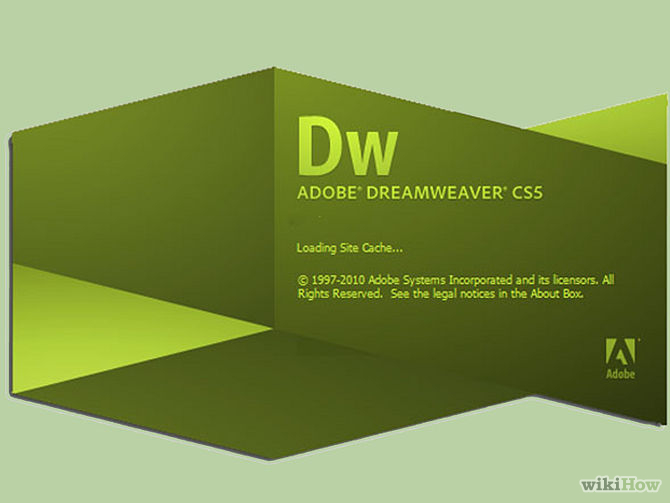 Dw
ADOBE® DREAMWEAVER® CS5
Loading Site Cache...
© 1997-2010 Adobe Systems Incorporated and its licensors. All
Rights Reserved. See the legal notices in the About Box.
Adobe
wikiHow